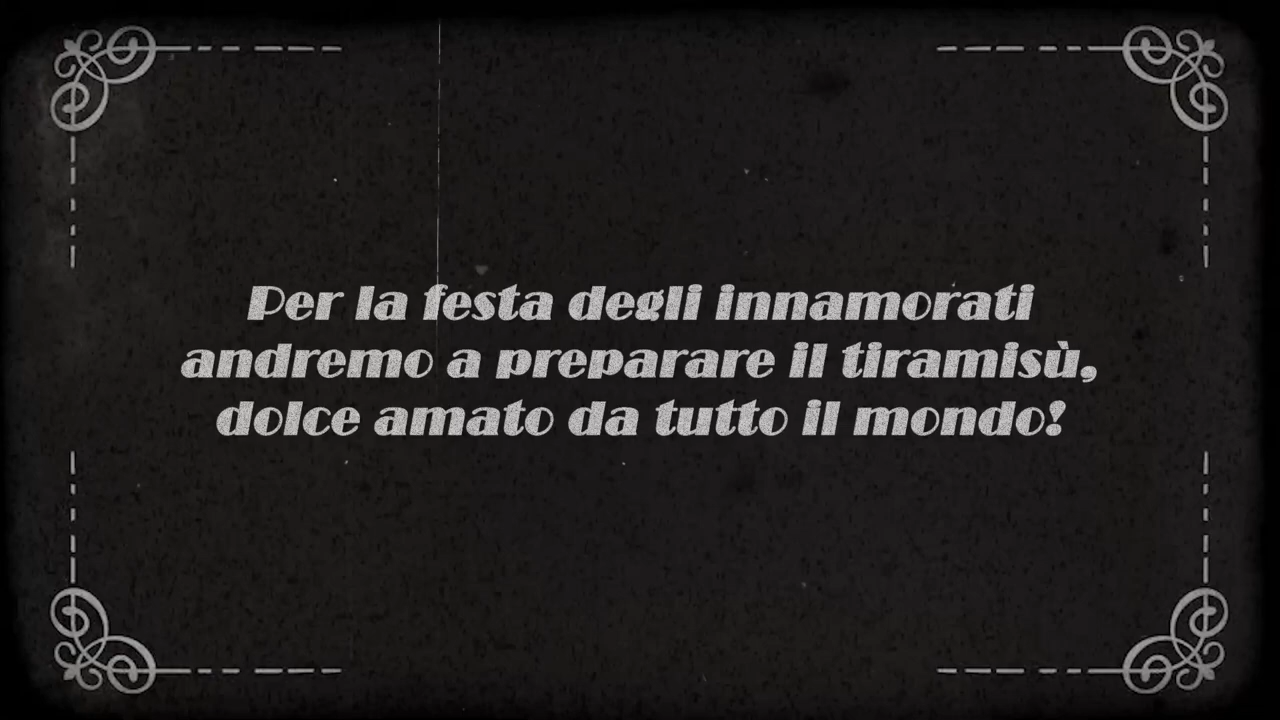 Per la festa degli innamorati
andremo a preparare il tiramisù,
dolce amato da tutto il mondo!